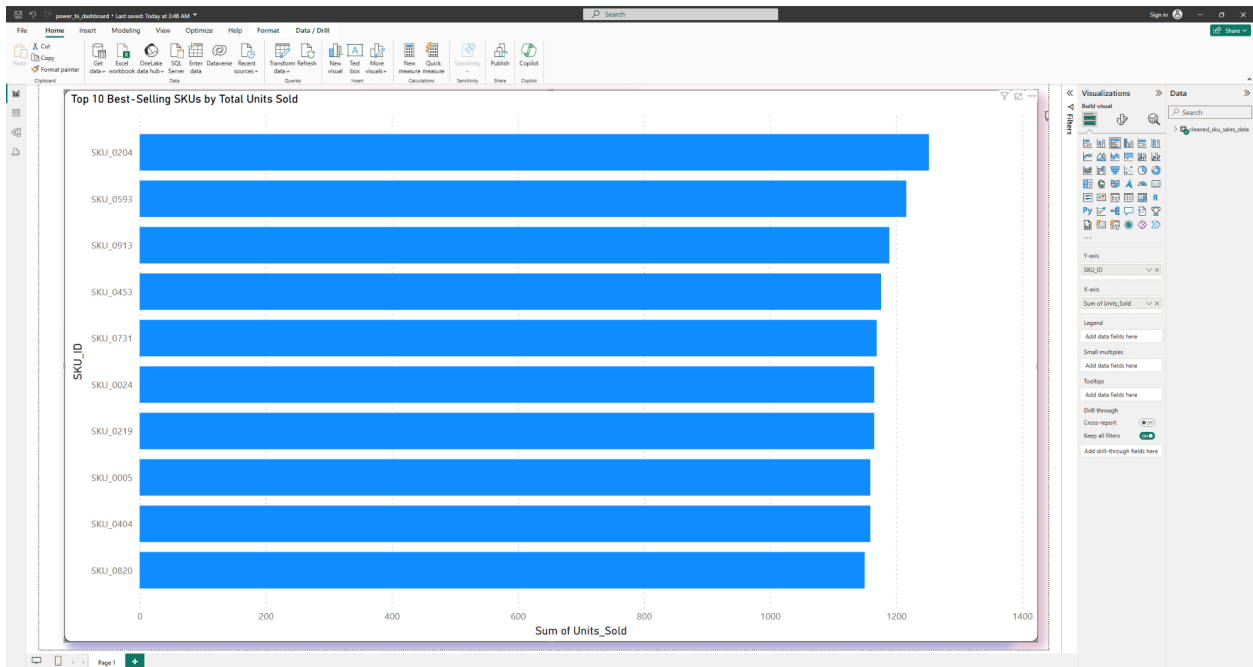 power_bi_dashboard • Last saved: Today at 3:48 AM
Search
Sign in
File Home Insert Modeling View Optimize Help Format Data / Drill
Share
Paste
Cut
Copy
Format painter
Clipboard
Get data
Excel workbook
OneLake data hub
SQL Server
Enter data
Dataverse
Recent sources
Data
Transform data
Refresh
Queries
New visual
Text box
More visuals
Insert
New measure
Quick measure
Calculations
Sensitivity
Sensitivity
Publish
Share
Copilot
Copilot
Top 10 Best-Selling SKUs by Total Units Sold
SKU_ID
SKU_0204
SKU_0593
SKU_0913
SKU_0453
SKU_0731
SKU_0024
SKU_0219
SKU_0005
SKU_0404
SKU_0820
0 200 400 600 800 1000 1200 1400
Sum of Units_Sold
Filters
Visualizations
Build visual
R
Py
Y-axis
SKU_ID
X-axis
Sum of Units_Sold
Legend
Add data fields here
Small multiples
Add data fields here
Tooltips
Add data fields here
Drill through
Cross-report
Off
Keep all filters
On
Add drill-through fields here
Data
Search
cleaned_sku_sales_data
Page 1